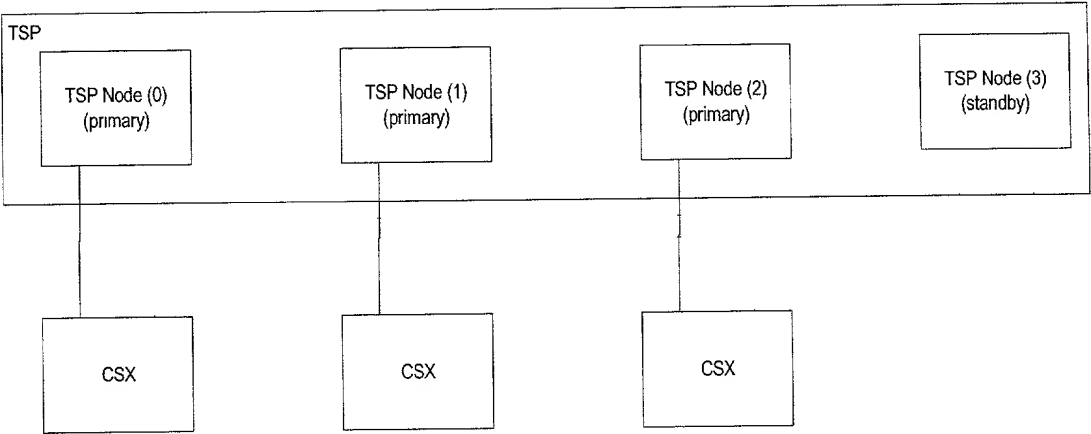 TSP
TSP Node (0)
(primary)
TSP Node (1)
(primary)
TSP Node (2)
(primary)
TSP Node (3)
(standby)
CSX
CSX
CSX